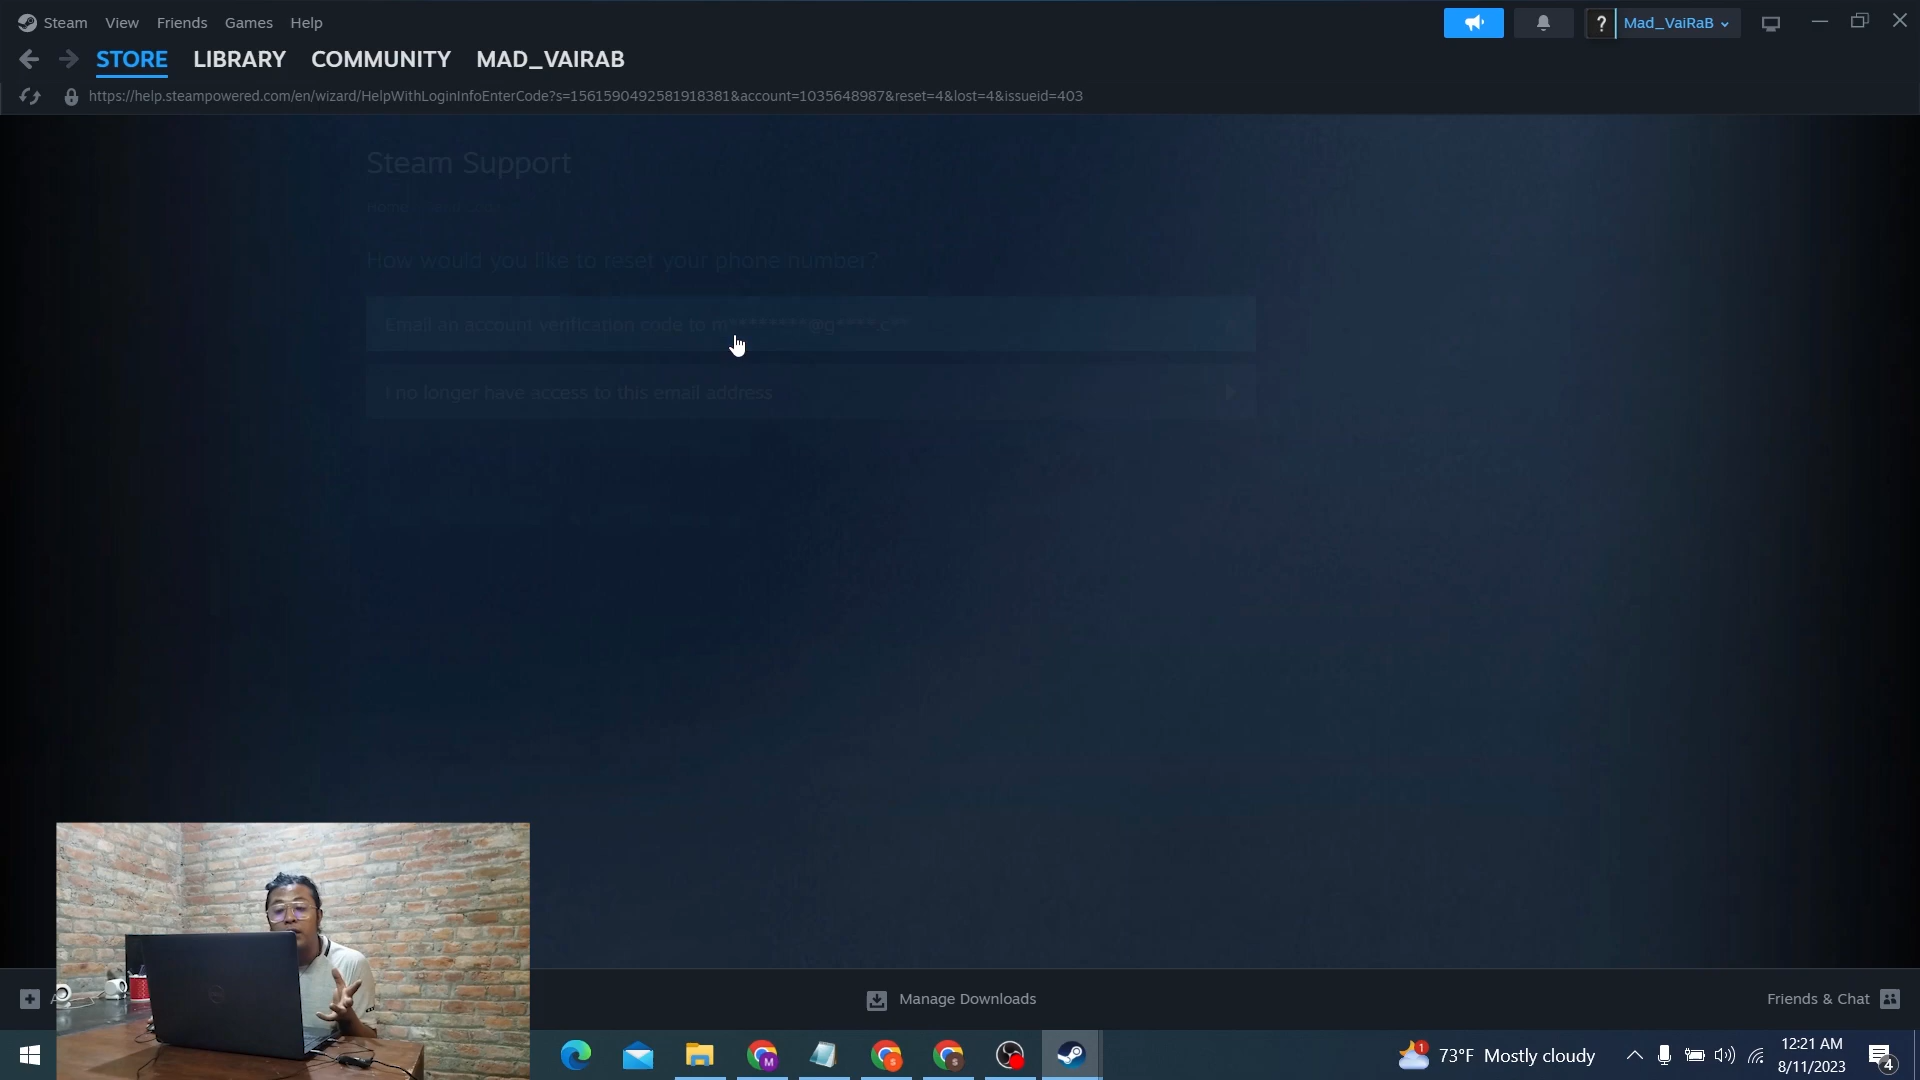 Steam View Friends Games Help
Mad_VaiRaB
STORE LIBRARY COMMUNITY MAD_VAIRAB
https://help.steampowered.com/en/wizard/HelpWithLoginInfoEnterCode?s=1561590492581918381&account=1035648987&reset=4&lost=4&issueid=403
Steam Support
Home
How would you like to reset your phone number?
Email an account verification code to m*********@g****.c**
I no longer have access to this email address
Manage Downloads
Friends & Chat
73°F Mostly cloudy
12:21 AM
8/11/2023